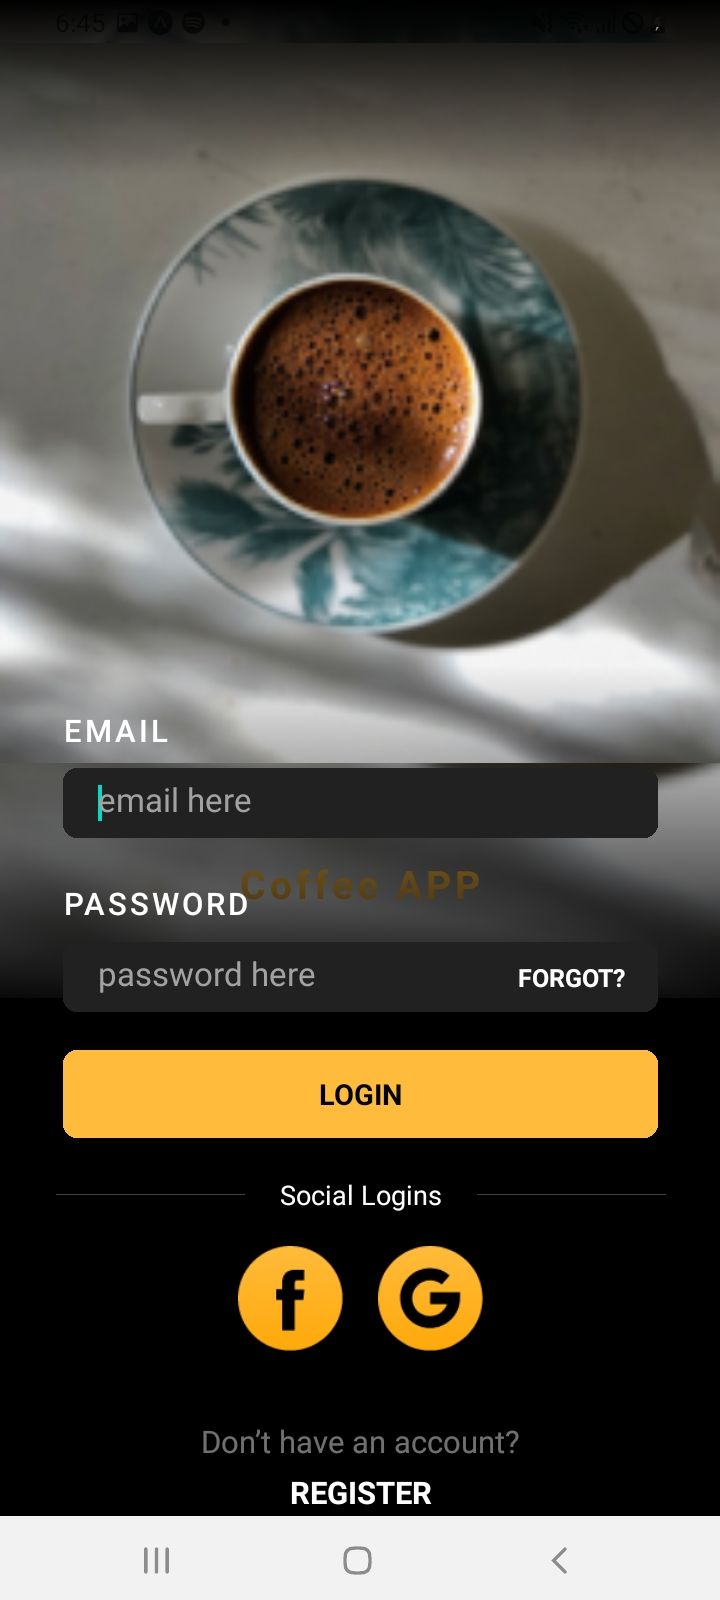 6:45
EMAIL
email here
Coffee APP
PASSWORD
password here
FORGOT?
LOGIN
Social Logins
f G
Don't have an account?
REGISTER